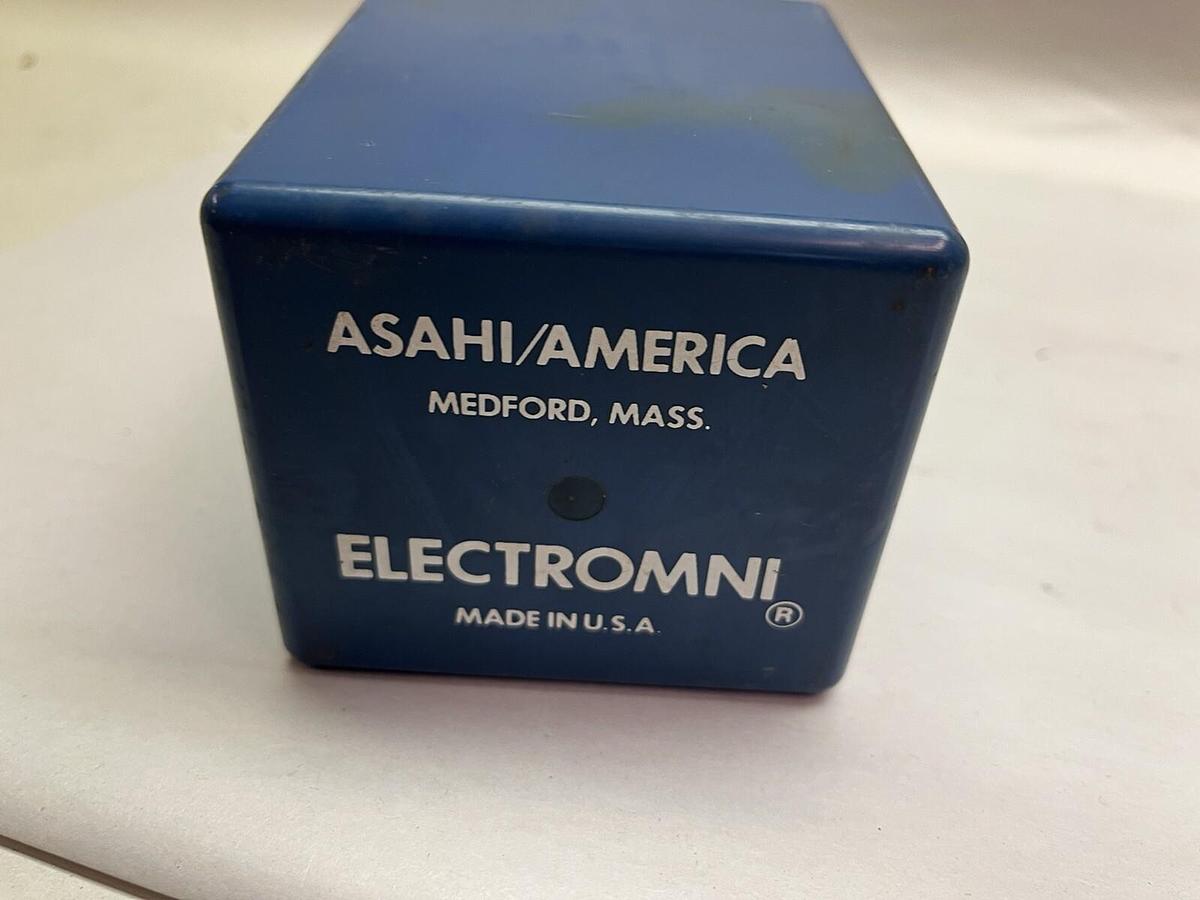 ASAHI/AMERICA
MEDFORD, MASS.
ELECTROMNI®
MADE IN U.S.A.